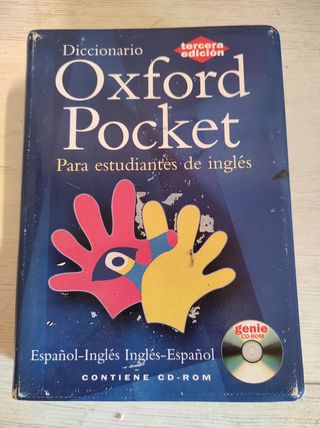 Diccionario
tercera
edición
Oxford
Pocket
Para estudiantes de inglés
genie
CD-ROM
Español-Inglés Inglés-Español
CONTIENE CD-ROM